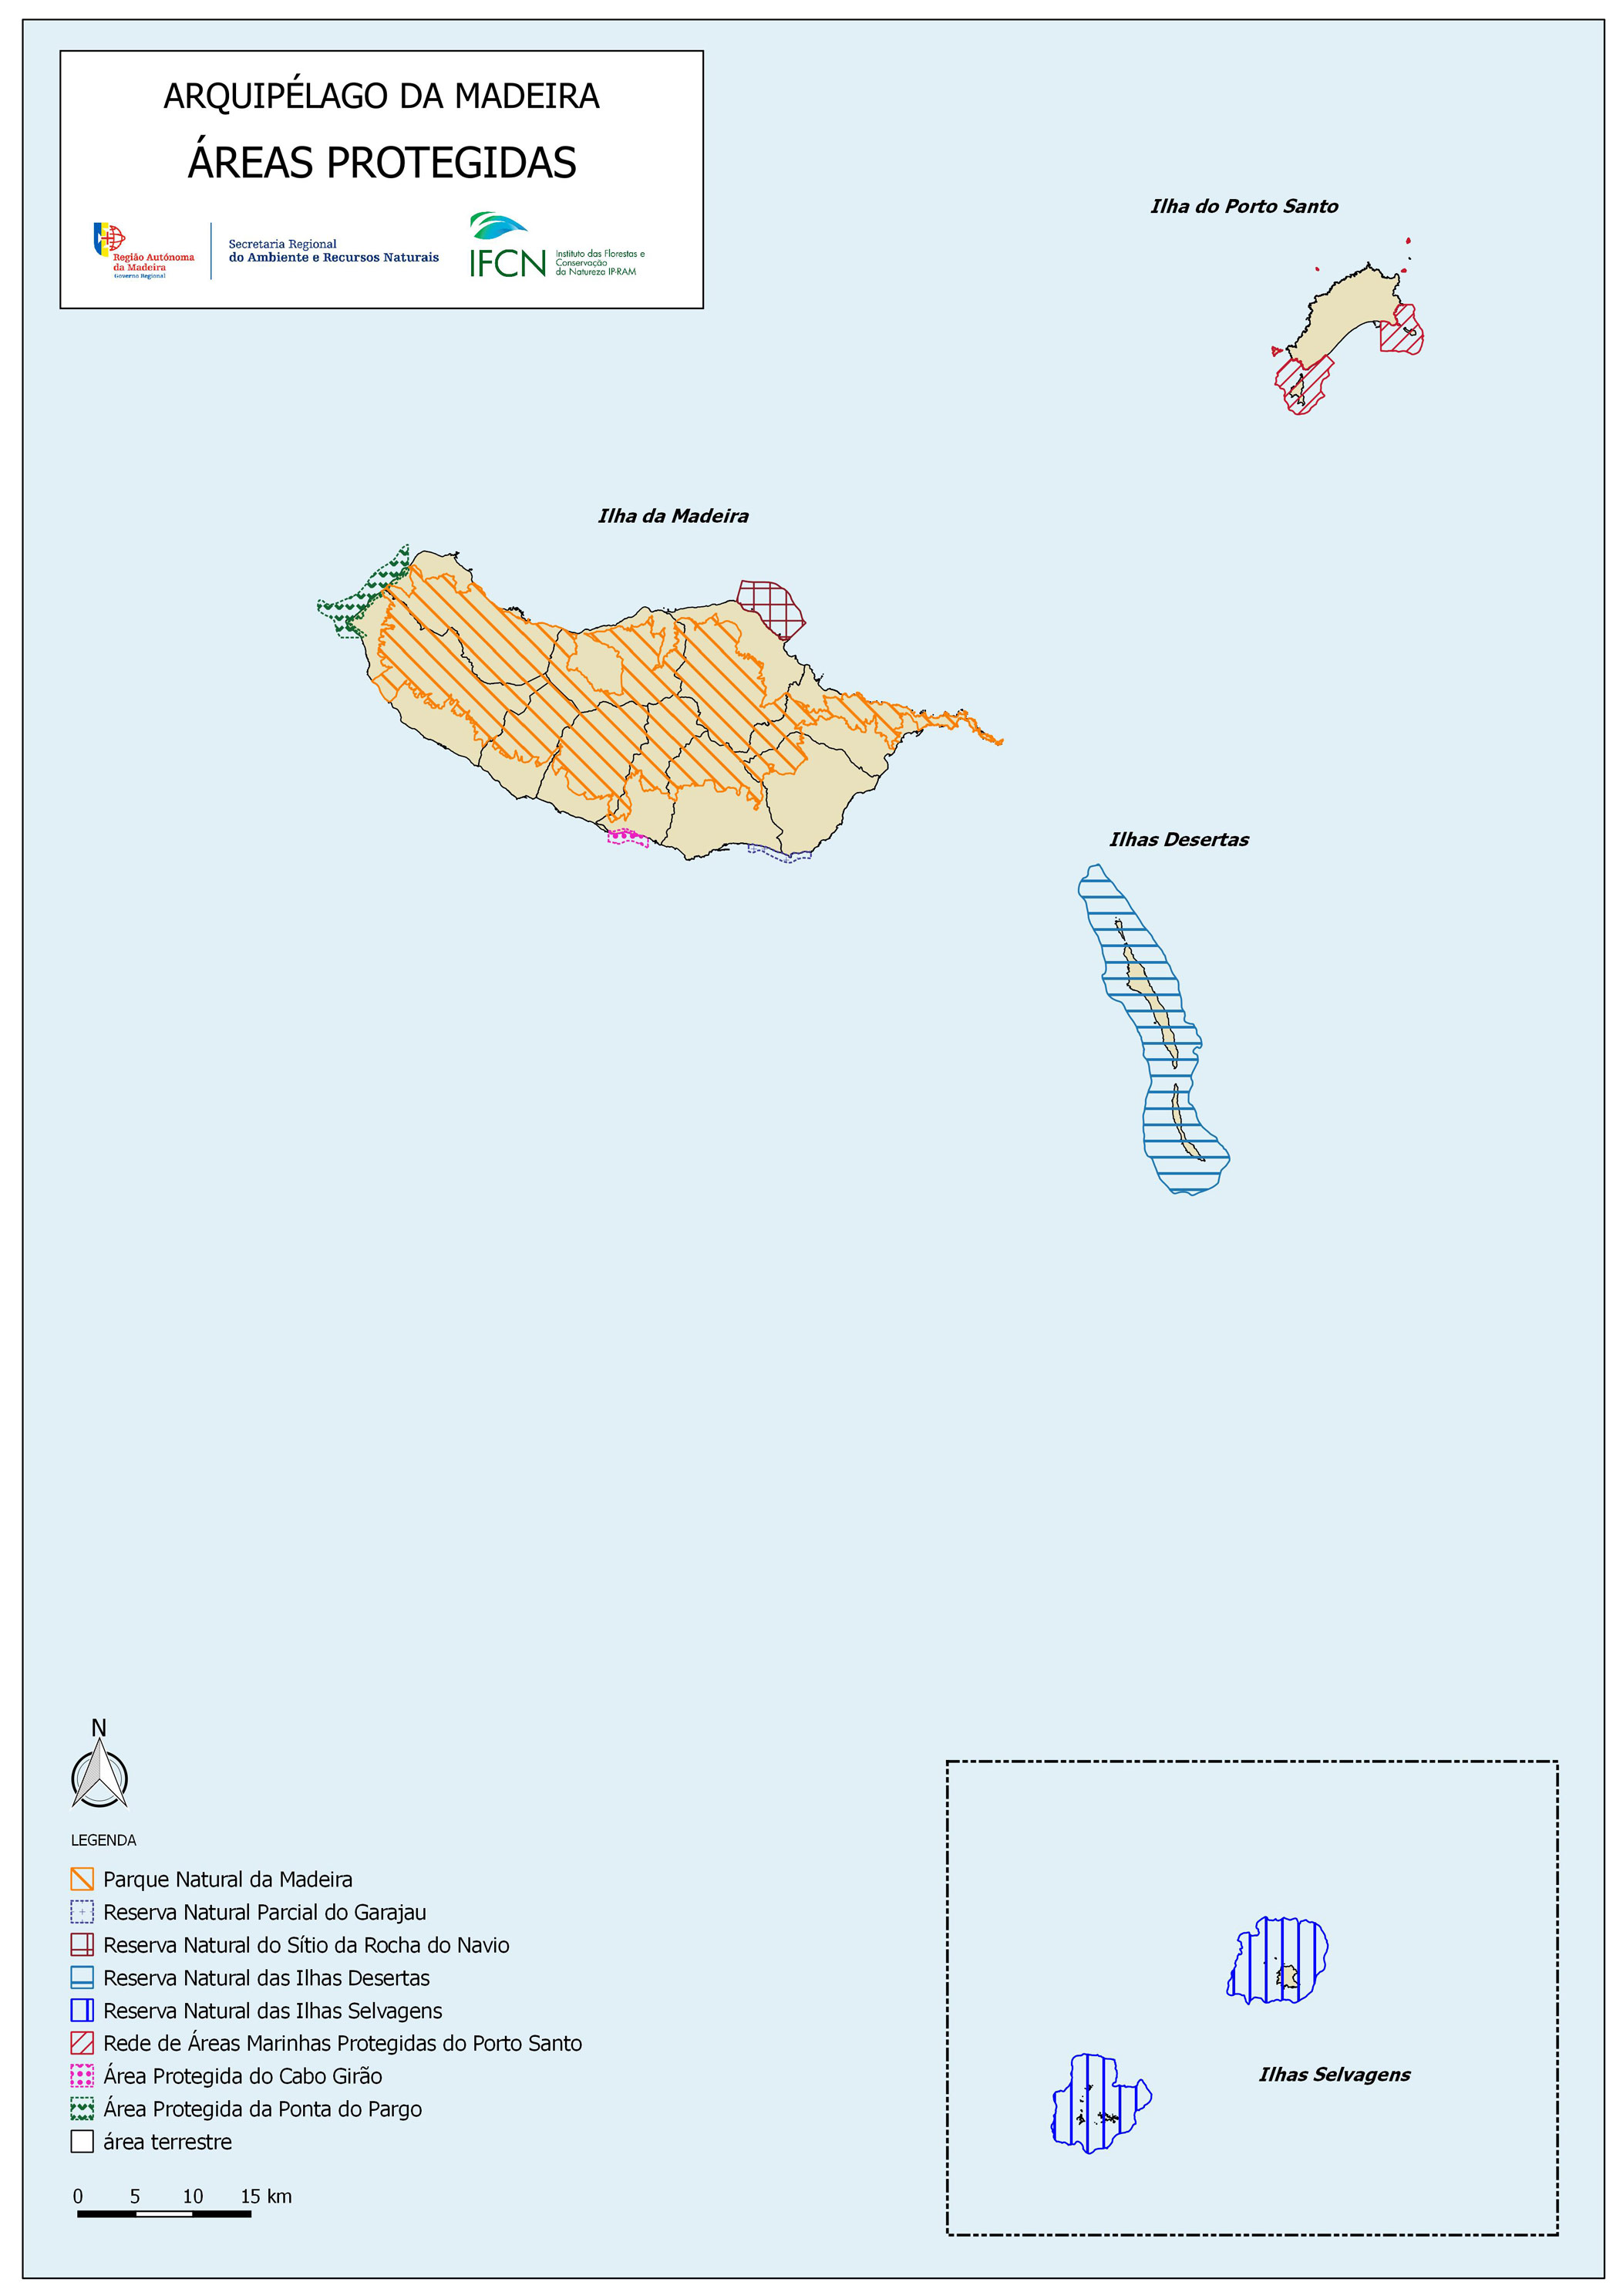 ARQUIPÉLAGO DA MADEIRA
ÁREAS PROTEGIDAS
Região Autónoma
da Madeira
Governo Regional
Secretaria Regional
do Ambiente e Recursos Naturais
IFCN
Instituto das Florestas e
Conservação
da Natureza IP-RAM
Ilha do Porto Santo
Ilha da Madeira
Ilhas Desertas
N
LEGENDA
Parque Natural da Madeira
Reserva Natural Parcial do Garajau
Reserva Natural do Sítio da Rocha do Navio
Reserva Natural das Ilhas Desertas
Reserva Natural das Ilhas Selvagens
Rede de Áreas Marinhas Protegidas do Porto Santo
Área Protegida do Cabo Girão
Área Protegida da Ponta do Pargo
área terrestre
0 5 10 15 km
Ilhas Selvagens